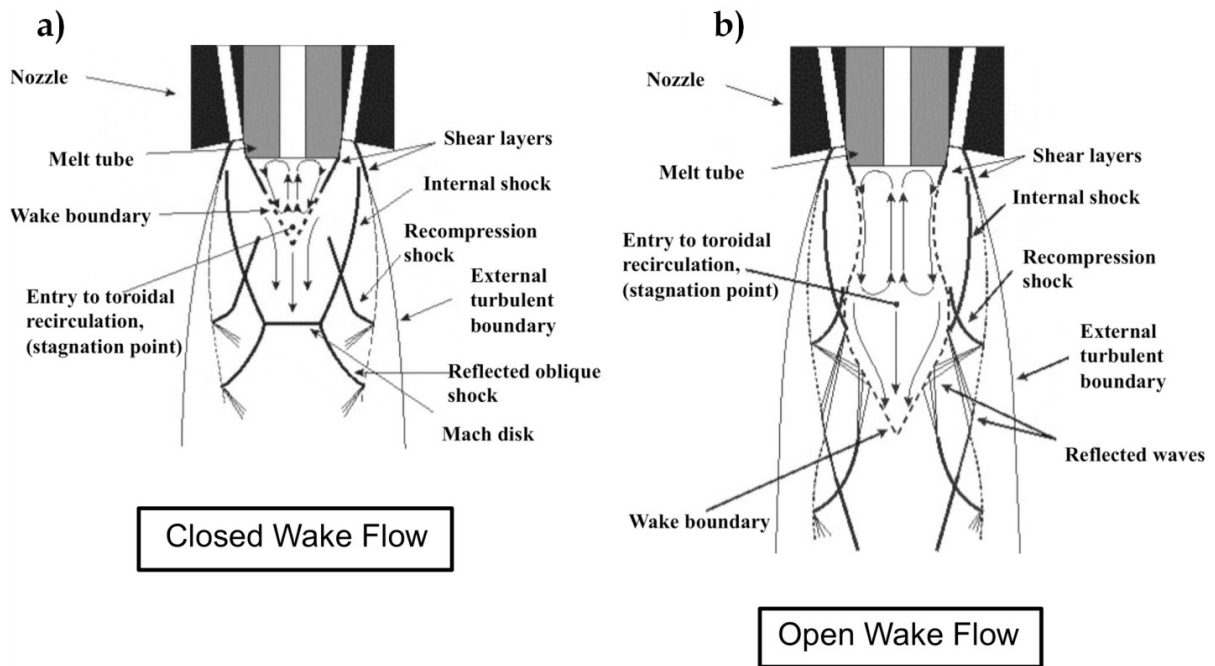 a)
Nozzle
Melt tube
Wake boundary
Entry to toroidal
recirculation,
(stagnation point)
Shear layers
Internal shock
Recompression
shock
External
turbulent
boundary
Reflected oblique
shock
Mach disk
Closed Wake Flow
b)
Nozzle
Melt tube
Entry to toroidal
recirculation,
(stagnation point)
Wake boundary
Shear layers
Internal shock
Recompression
shock
External
turbulent
boundary
Reflected waves
Open Wake Flow